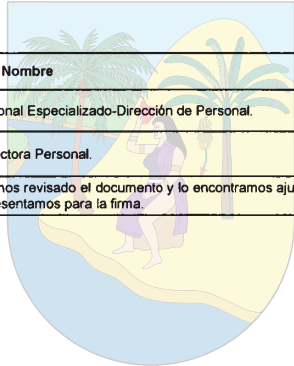 Nombre
onal Especializado-Dirección de Personal.
ctora Personal.
nos revisado el documento y lo encontramos aju
esentamos para la firma.